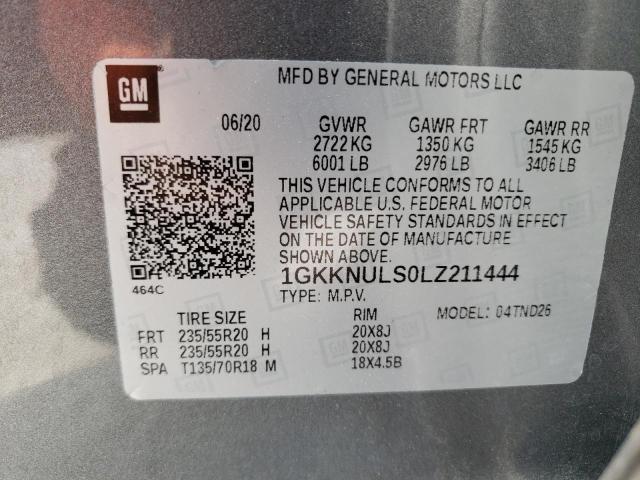 GM
MFD BY GENERAL MOTORS LLC
06/20 GVWR GAWR FRT GAWR RR
2722 KG 1350 KG 1545 KG
6001 LB 2976 LB 3406 LB
THIS VEHICLE CONFORMS TO ALL
APPLICABLE U.S. FEDERAL MOTOR
VEHICLE SAFETY STANDARDS IN EFFECT
ON THE DATE OF MANUFACTURE
SHOWN ABOVE.
464C
1GKKNULS0LZ211444
TYPE: M.P.V. MODEL: 04TND26
TIRE SIZE RIM
FRT 235/55R20 H 20X8J
RR 235/55R20 H 20X8J
SPA T135/70R18 M 18X4.5B